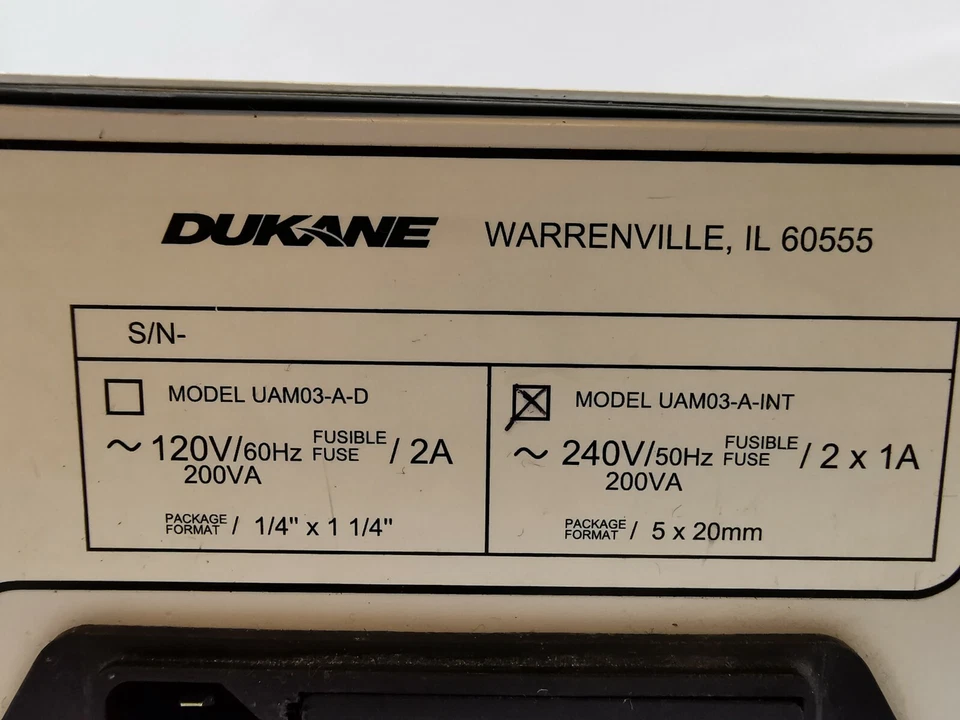 DUKANE WARRENVILLE, IL 60555
S/N-
MODEL UAM03-A-D
~ 120V/60Hz FUSIBLE FUSE / 2A
200VA
PACKAGE FORMAT / 1/4" x 1 1/4"
MODEL UAM03-A-INT
~ 240V/50Hz FUSIBLE FUSE / 2 x 1A
200VA
PACKAGE FORMAT / 5 x 20mm